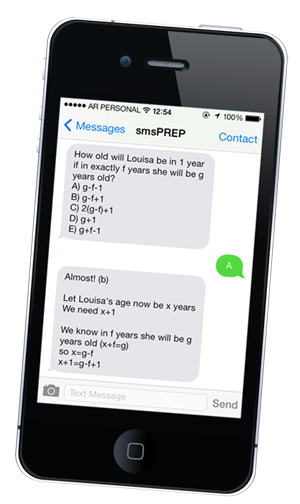 AR PERSONAL 12:54 100%
Messages smsPREP Contact
How old will Louisa be in 1 year
if in exactly f years she will be g
years old?
A) g-f-1
B) g-f+1
C) 2(g-f)+1
D) g+1
E) g+f-1
A
Almost! (b)
Let Louisa's age now be x years
We need x+1
We know in f years she will be g
years old (x+f=g)
so x=g-f
x+1=g-f+1
Text Message Send